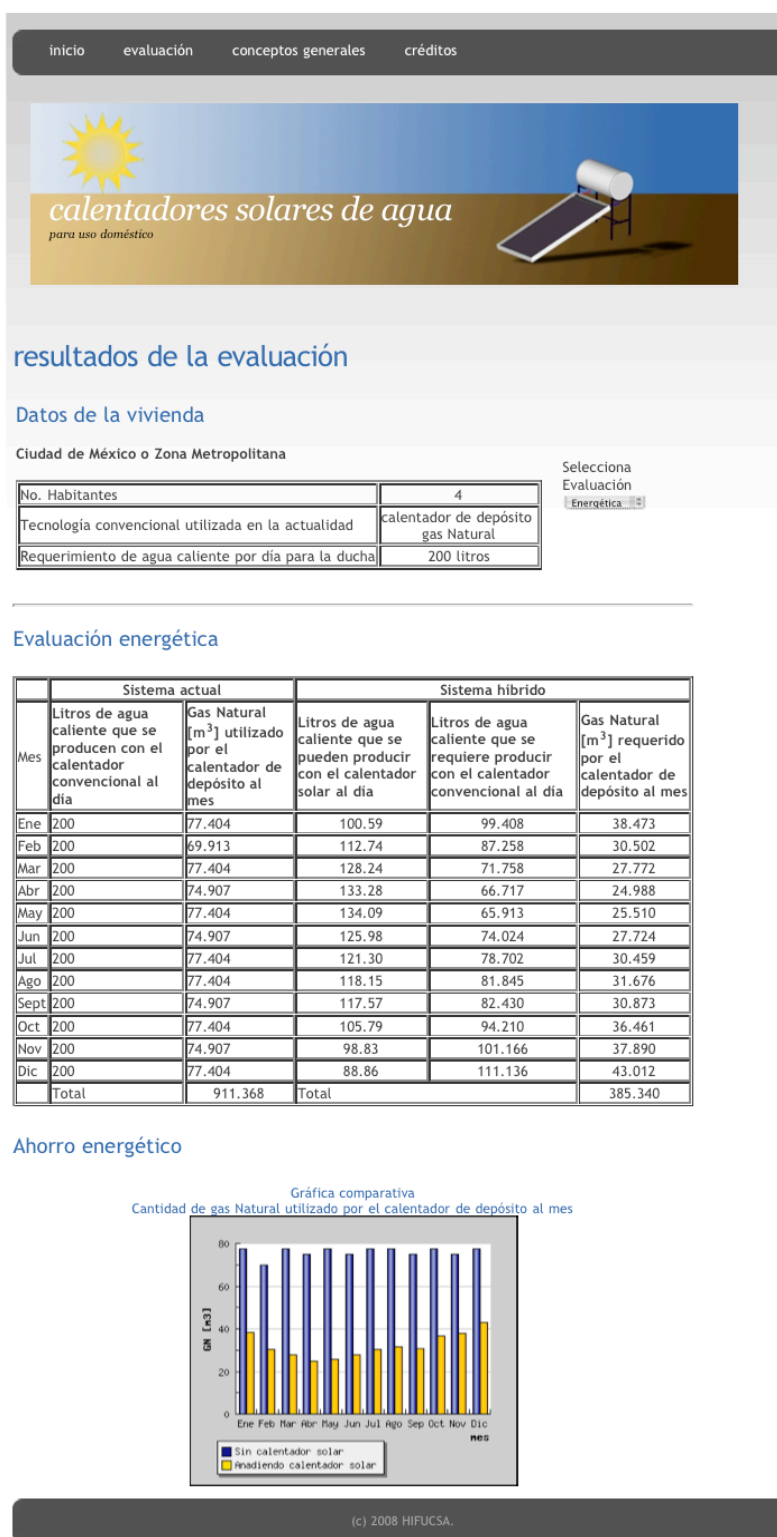 inicio evaluación conceptos generales créditos
calentadores solares de agua
para uso doméstico
resultados de la evaluación
Datos de la vivienda
Ciudad de México o Zona Metropolitana
Selecciona
Evaluación
Energética
No. Habitantes 4
Tecnología convencional utilizada en la actualidad calentador de depósito gas Natural
Requerimiento de agua caliente por día para la ducha 200 litros
Evaluación energética
Sistema actual Sistema híbrido
Mes Litros de agua caliente que se producen con el calentador convencional al día Gas Natural [m³] utilizado por el calentador de depósito al mes Litros de agua caliente que se pueden producir con el calentador solar al día Litros de agua caliente que se requiere producir con el calentador convencional al día Gas Natural [m³] requerido por el calentador de depósito al mes
Ene 200 77.404 100.59 99.408 38.473
Feb 200 69.913 112.74 87.258 30.502
Mar 200 77.404 128.24 71.758 27.772
Abr 200 74.907 133.28 66.717 24.988
May 200 77.404 134.09 65.913 25.510
Jun 200 74.907 125.98 74.024 27.724
Jul 200 77.404 121.30 78.702 30.459
Ago 200 77.404 118.15 81.845 31.676
Sept 200 74.907 117.57 82.430 30.873
Oct 200 77.404 105.79 94.210 36.461
Nov 200 74.907 98.83 101.166 37.890
Dic 200 77.404 88.86 111.136 43.012
Total 911.368 Total 385.340
Ahorro energético
Gráfica comparativa
Cantidad de gas Natural utilizado por el calentador de depósito al mes
80
60
40
20
0
GN [m3]
Ene Feb Mar Abr May Jun Jul Ago Sep Oct Nov Dic
mes
Sin calentador solar
Anadiendo calentador solar
(c) 2008 HIFUCSA.